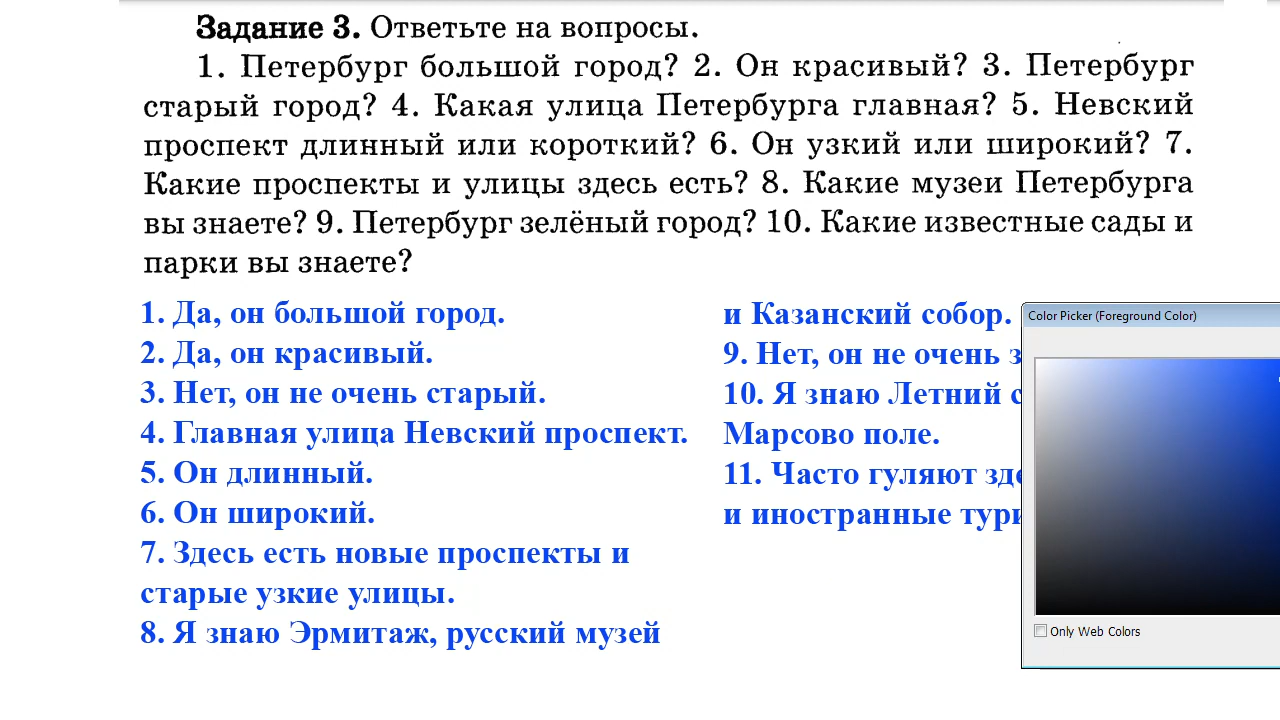 Задание 3. Ответьте на вопросы.
1. Петербург большой город? 2. Он красивый? 3. Петербург
старый город? 4. Какая улица Петербурга главная? 5. Невский
проспект длинный или короткий? 6. Он узкий или широкий? 7.
Какие проспекты и улицы здесь есть? 8. Какие музеи Петербурга
вы знаете? 9. Петербург зелёный город? 10. Какие известные сады и
парки вы знаете?
1. Да, он большой город.
2. Да, он красивый.
3. Нет, он не очень старый.
4. Главная улица Невский проспект.
5. Он длинный.
6. Он широкий.
7. Здесь есть новые проспекты и
старые узкие улицы.
8. Я знаю Эрмитаж, русский музей
и Казанский собор.
9. Нет, он не очень
10. Я знаю Летний
Марсово поле.
11. Часто гуляют
и иностранные
Color Picker (Foreground Color)
Only Web Colors